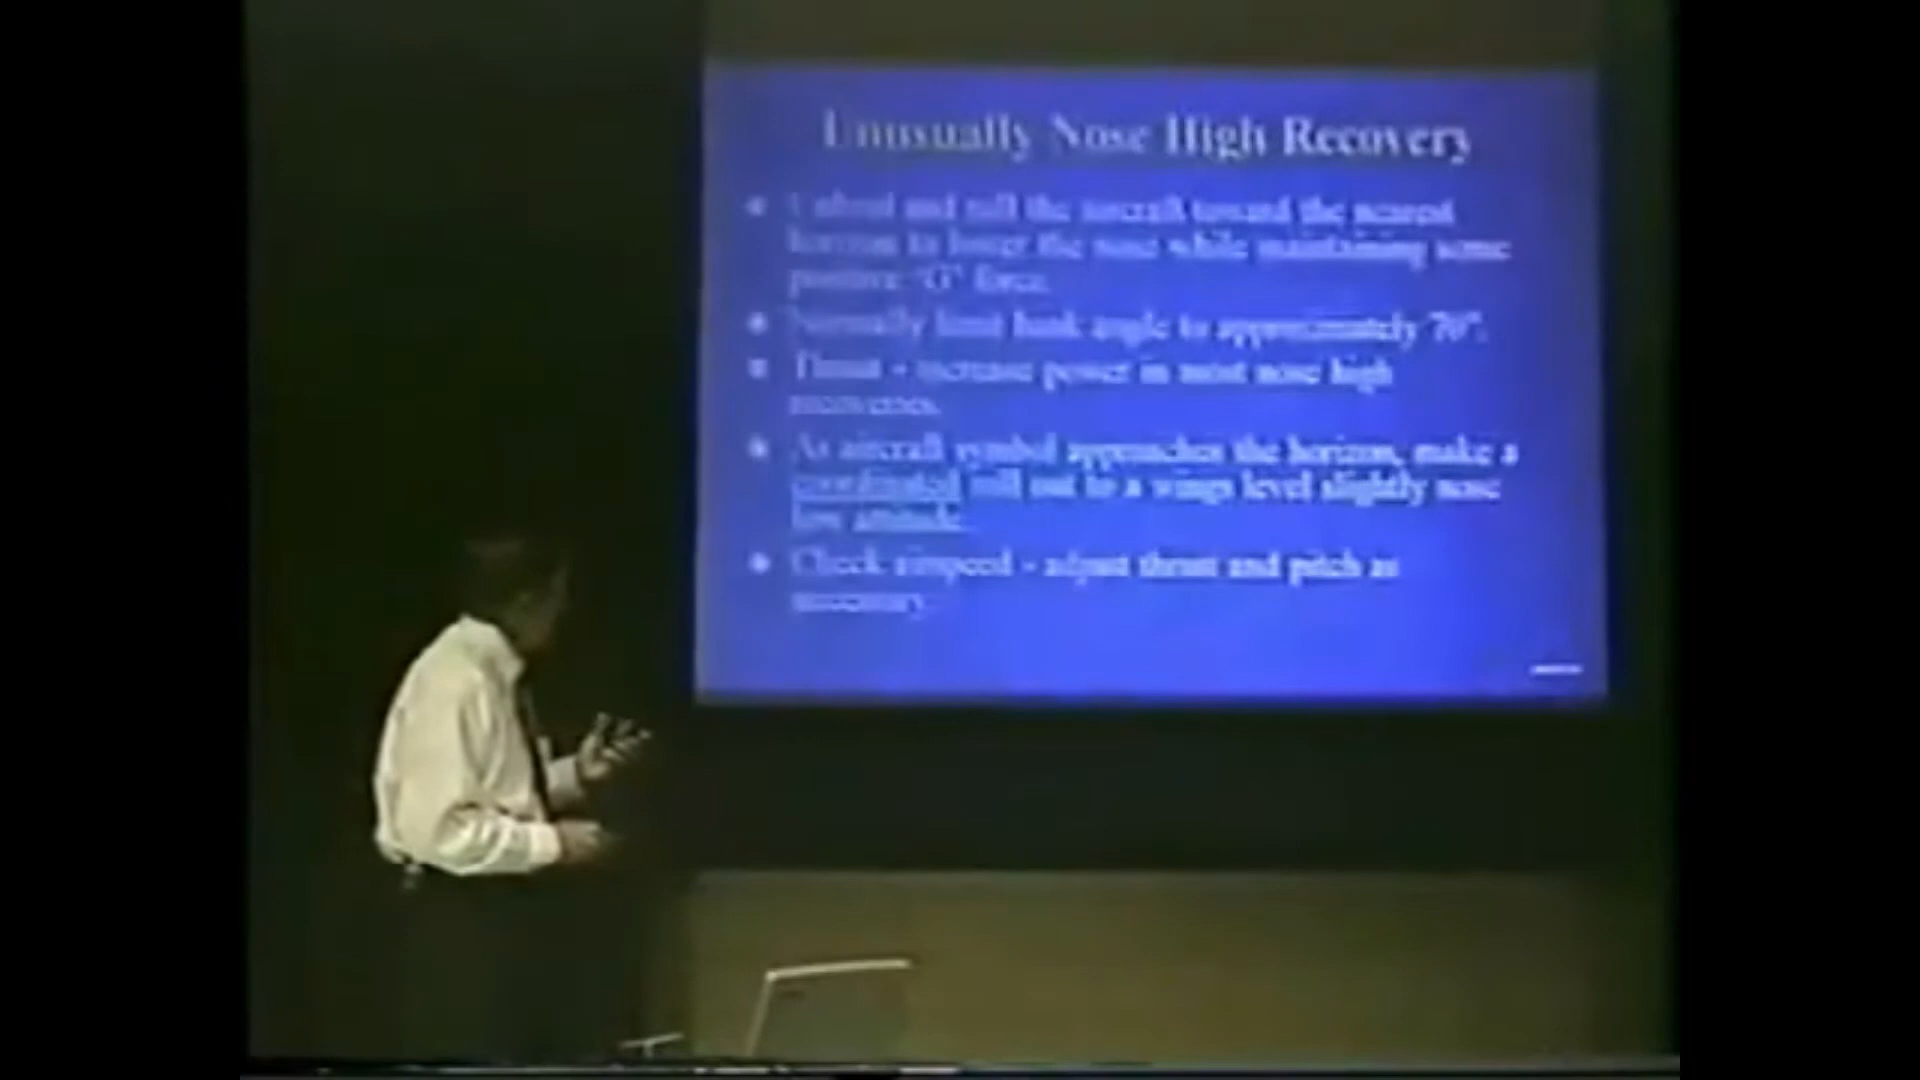 Unusually Nose High Recovery
Unload and roll the aircraft toward the nearest
horizon to lower the nose while maintaining some
positive "G" force.
Normally limit bank angle to approximately 70°.
Thrust - increase power in most nose high
recoveries.
As aircraft symbol approaches the horizon, make a
coordinated roll out to a wings level slightly nose
low attitude.
Check airspeed - adjust thrust and pitch as
necessary.